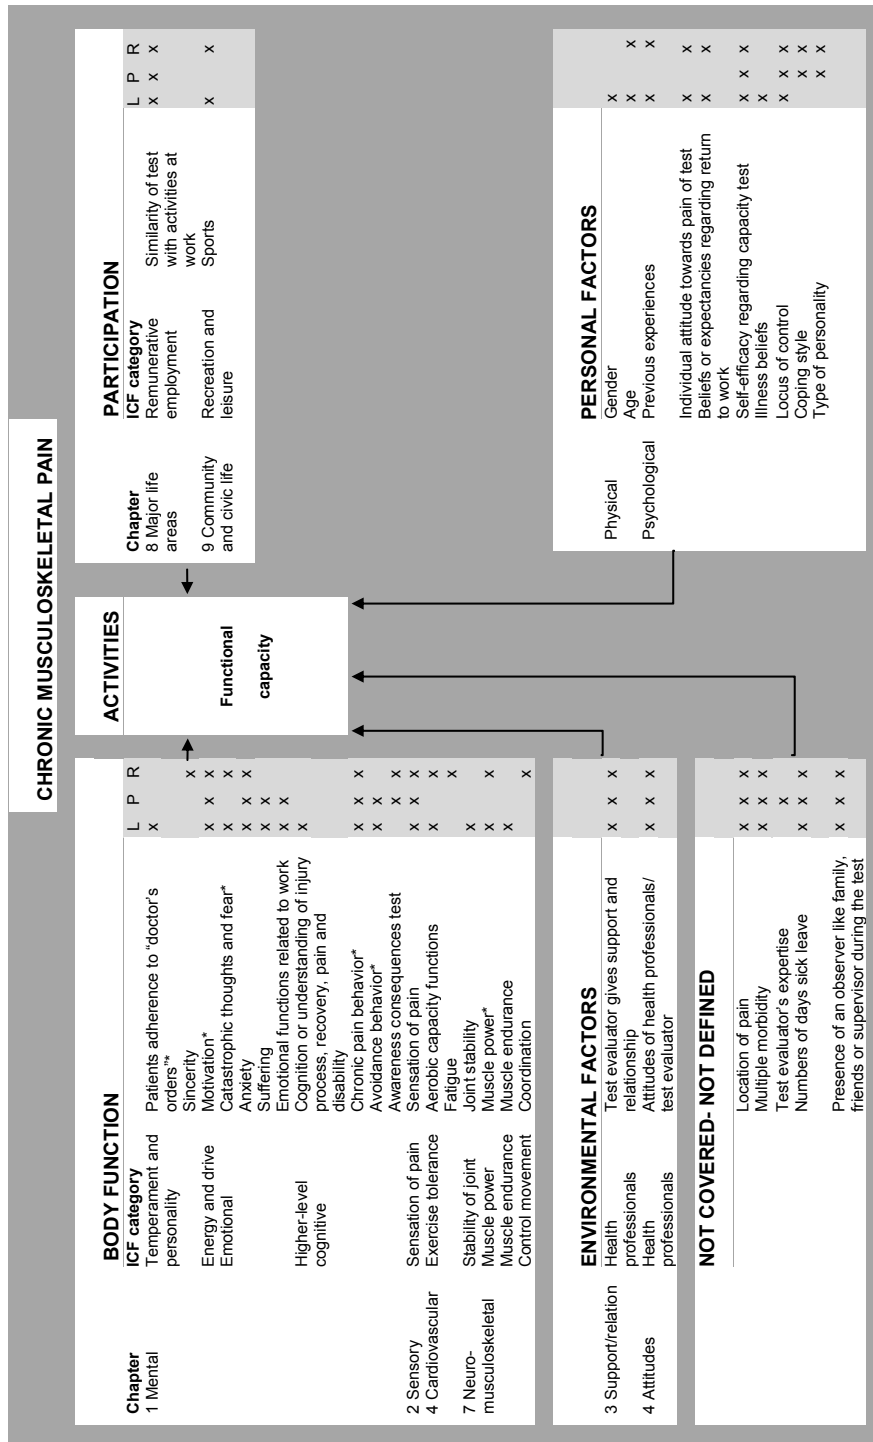 CHRONIC MUSCULOSKELETAL PAIN
BODY FUNCTION
Chapter ICF category L P R
1 Mental Temperament and Patients adherence to "doctor's x
personality orders"*
Sincerity x
Energy and drive Motivation* x x x
Emotional Catastrophic thoughts and fear* x x x
Anxiety x x x
Suffering x x
Emotional functions related to work x x
Higher-level Cognition or understanding of injury x
cognitive process, recovery, pain and
disability
Chronic pain behavior* x x x
Avoidance behavior* x x
Awareness consequences test x x
2 Sensory Sensation of pain Sensation of pain x x
4 Cardiovascular Exercise tolerance Aerobic capacity functions x x
Fatigue x
7 Neuro- Stability of joint Joint stability x
musculoskeletal Muscle power Muscle power* x x
Muscle endurance Muscle endurance x
Control movement Coordination x
ENVIRONMENTAL FACTORS
3 Support/relation Health Test evaluator gives support and x x x
professionals relationship
4 Attitudes Health Attitudes of health professionals/ x x x
professionals test evaluator
NOT COVERED- NOT DEFINED
Location of pain x x x
Multiple morbidity x x x
Test evaluator's expertise x
Numbers of days sick leave x x x
Presence of an observer like family, x x x
friends or supervisor during the test
ACTIVITIES
Functional
capacity
PARTICIPATION
Chapter ICF category L P R
8 Major life Remunerative Similarity of test x x x
areas employment with activities at
work
9 Community Recreation and Sports x x
and civic life leisure
PERSONAL FACTORS
Physical Gender x
Age x x
Psychological Previous experiences x x
Individual attitude towards pain of test x x x
Beliefs or expectancies regarding return x x x
to work
Self-efficacy regarding capacity test x x x
Illness beliefs x
Locus of control x x x
Coping style x x
Type of personality x x